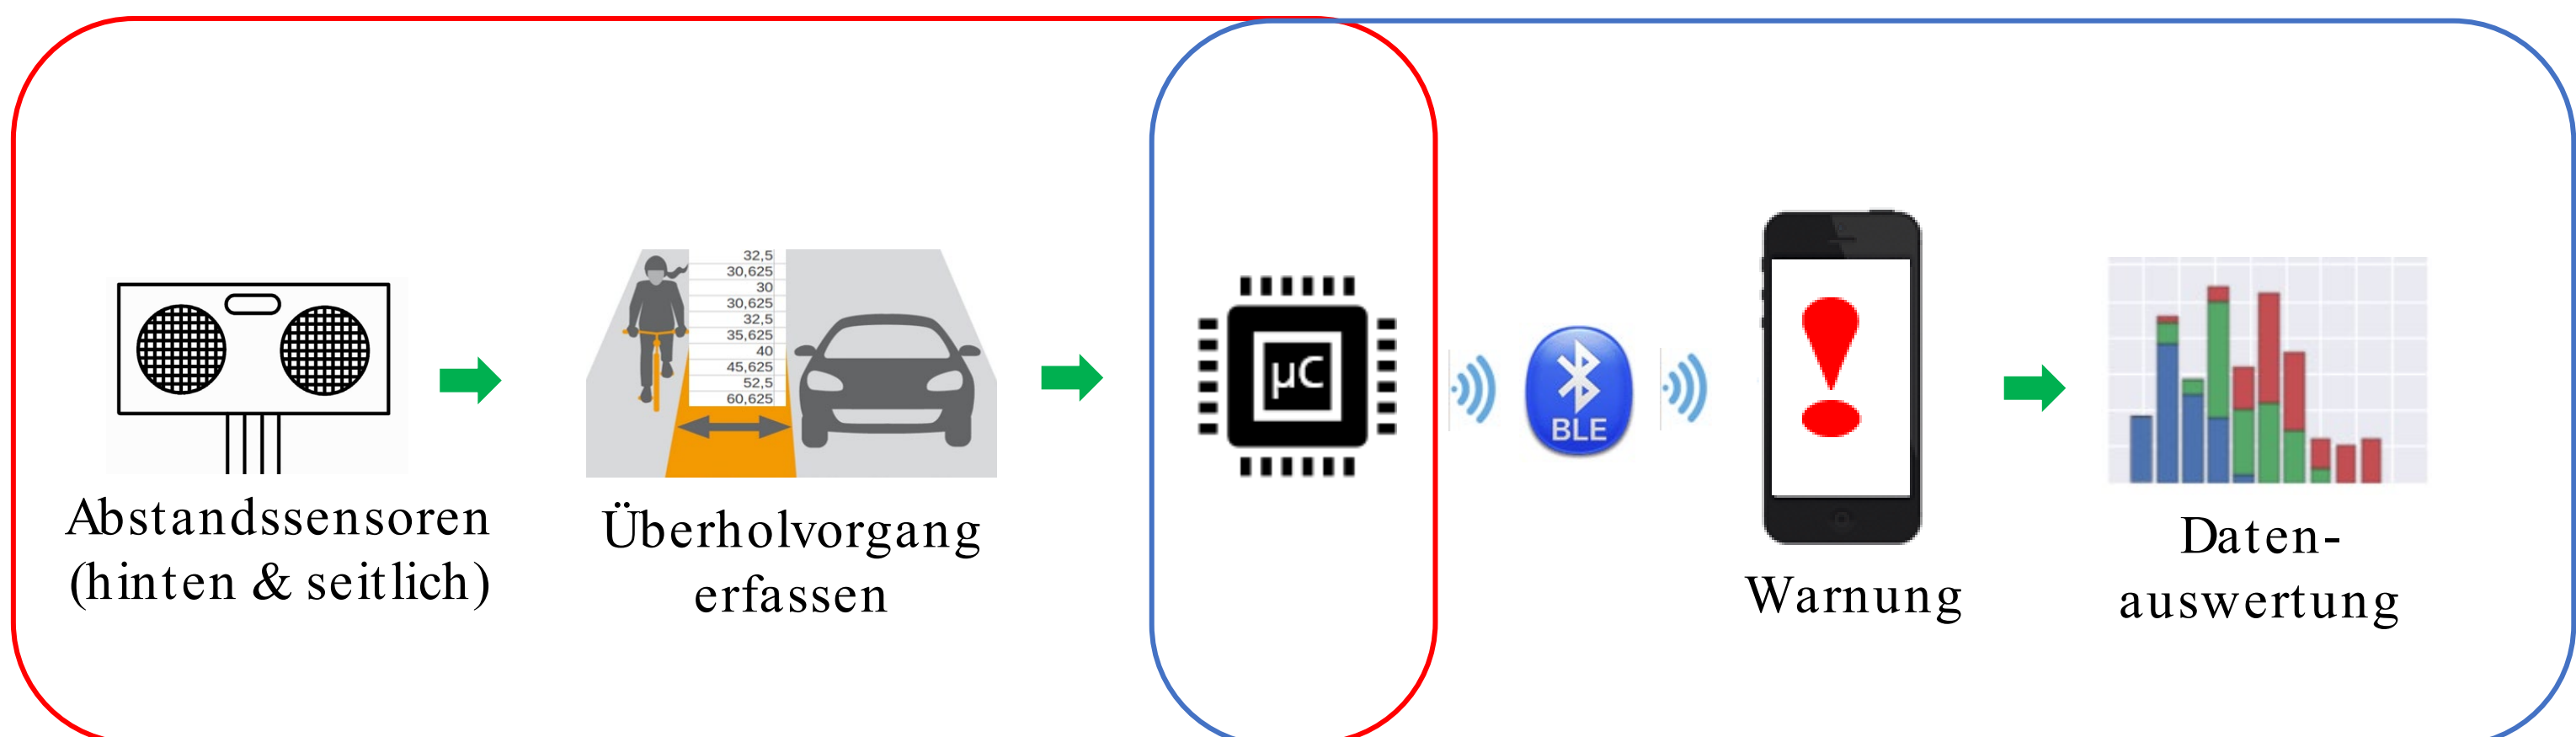 Abstandssensoren
(hinten & seitlich)
32,5
30,625
30
30,625
32,5
35,625
40
45,625
52,5
60,625
Überholvorgang
erfassen
µC
BLE
Warnung
Daten-
auswertung